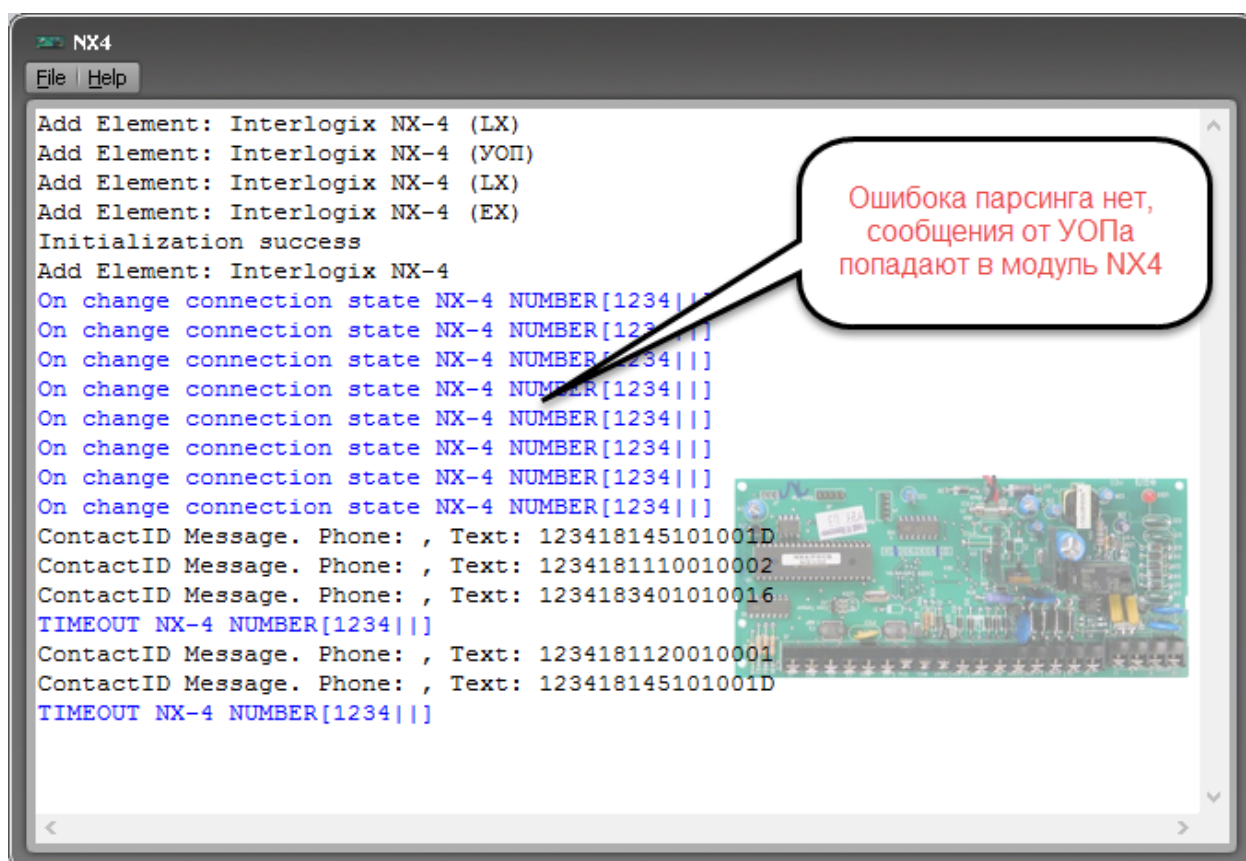 NX4
File Help
Add Element: Interlogix NX-4 (LX)
Add Element: Interlogix NX-4 (УОП)
Add Element: Interlogix NX-4 (LX)
Add Element: Interlogix NX-4 (EX)
Initialization success
Add Element: Interlogix NX-4
On change connection state NX-4 NUMBER[1234||]
On change connection state NX-4 NUMBER[1234||]
On change connection state NX-4 NUMBER[1234||]
On change connection state NX-4 NUMBER[1234||]
On change connection state NX-4 NUMBER[1234||]
On change connection state NX-4 NUMBER[1234||]
On change connection state NX-4 NUMBER[1234||]
On change connection state NX-4 NUMBER[1234||]
ContactID Message. Phone: , Text: 123418145101001D
ContactID Message. Phone: , Text: 1234181110010002
ContactID Message. Phone: , Text: 1234183401010016
TIMEOUT NX-4 NUMBER[1234||]
ContactID Message. Phone: , Text: 1234181120010001
ContactID Message. Phone: , Text: 123418145101001D
TIMEOUT NX-4 NUMBER[1234||]
Ошибока парсинга нет,
сообщения от УОПа
попадают в модуль NX4